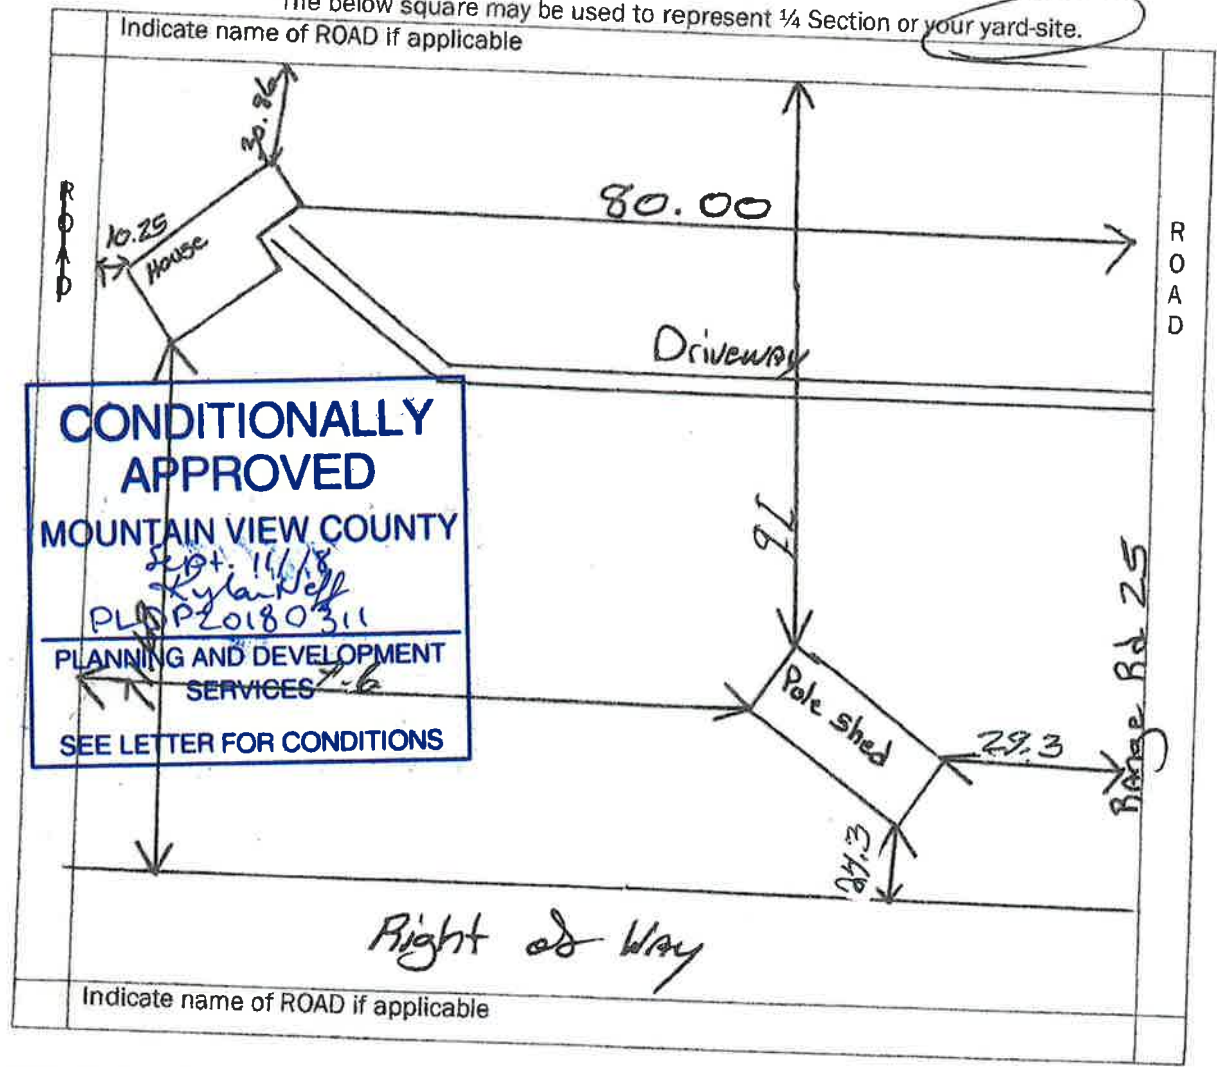 The below square may be used to represent ¼ Section or your yard-site.
Indicate name of ROAD if applicable
30.86
80.00
ROAD
10.25
House
ROAD
Driveway
CONDITIONALLY
APPROVED
MOUNTAIN VIEW COUNTY
Sept. 11/18
Kylan Neff
PLDP20180311
PLANNING AND DEVELOPMENT
SERVICES
SEE LETTER FOR CONDITIONS
Pole shed
29.3
Range Rd 25
24.3
Right of Way
Indicate name of ROAD if applicable